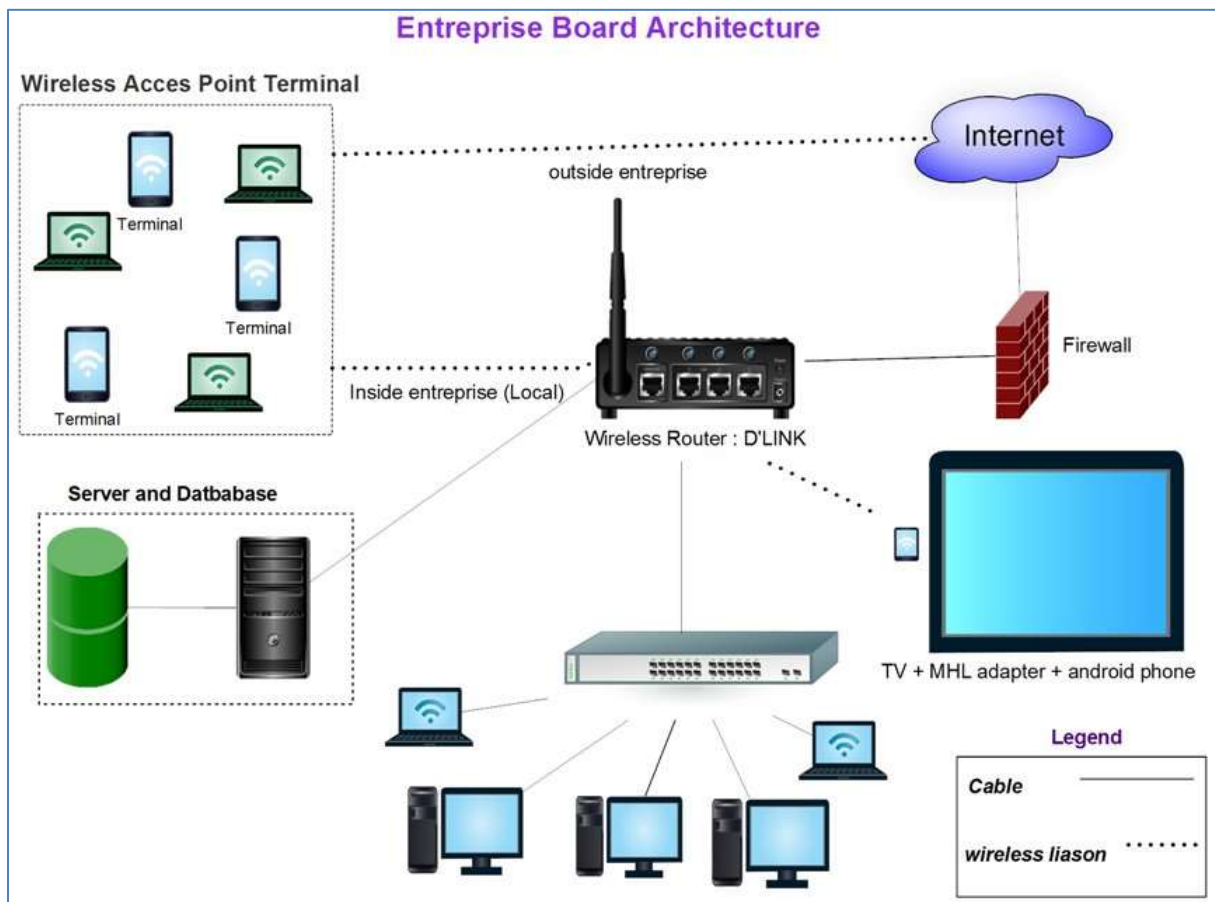 Entreprise Board Architecture
Wireless Acces Point Terminal
Internet
outside entreprise
Terminal
Terminal
Terminal
Firewall
Inside entreprise (Local)
Wireless Router : D'LINK
Server and Datbabase
TV + MHL adapter + android phone
Legend
Cable
wireless liason